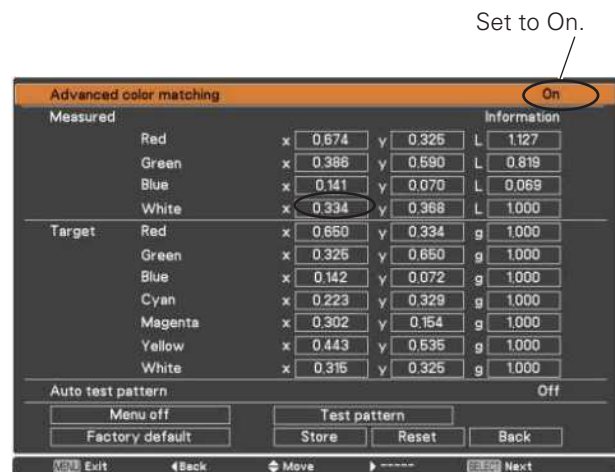 Set to On.
Advanced color matching On
Measured Information
Red x 0.674 y 0.325 L 1.127
Green x 0.386 y 0.590 L 0.819
Blue x 0.141 y 0.070 L 0.069
White x 0.334 y 0.368 L 1.000
Target Red x 0.650 y 0.334 g 1.000
Green x 0.325 y 0.650 g 1.000
Blue x 0.142 y 0.072 g 1.000
Cyan x 0.223 y 0.329 g 1.000
Magenta x 0.302 y 0.154 g 1.000
Yellow x 0.443 y 0.535 g 1.000
White x 0.315 y 0.325 g 1.000
Auto test pattern Off
Menu off Test pattern
Factory default Store Reset Back
MENU Exit Back Move ----- SELECT Next